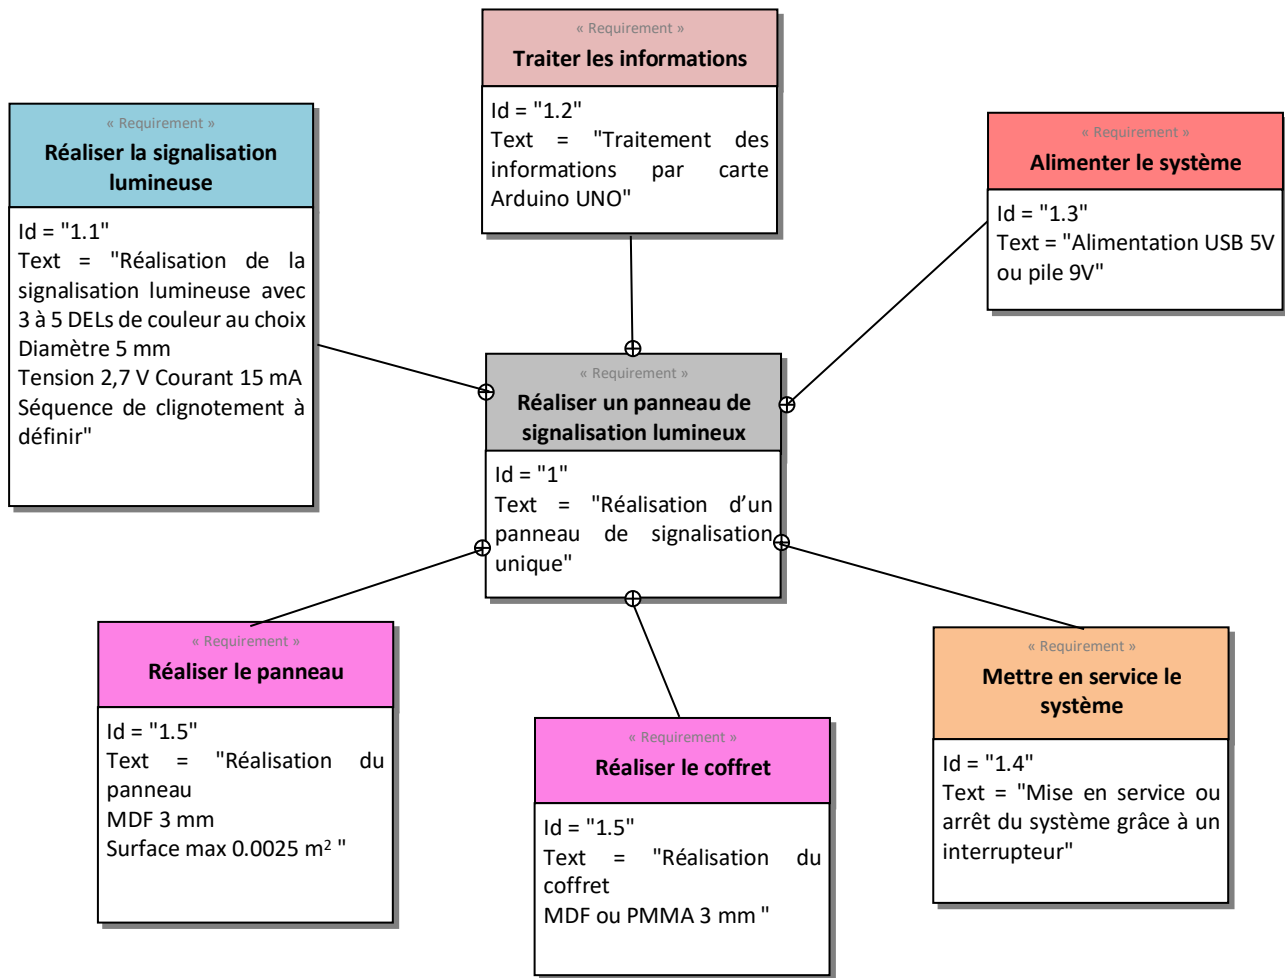 « Requirement »
Traiter les informations
Id = "1.2"
Text = "Traitement des
informations par carte
Arduino UNO"
« Requirement »
Réaliser la signalisation
lumineuse
Id = "1.1"
Text = "Réalisation de la
signalisation lumineuse avec
3 à 5 DELs de couleur au choix
Diamètre 5 mm
Tension 2,7 V Courant 15 mA
Séquence de clignotement à
définir"
« Requirement »
Alimenter le système
Id = "1.3"
Text = "Alimentation USB 5V
ou pile 9V"
« Requirement »
Réaliser un panneau de
signalisation lumineux
Id = "1"
Text = "Réalisation d’un
panneau de signalisation
unique"
« Requirement »
Réaliser le panneau
Id = "1.5"
Text = "Réalisation du
panneau
MDF 3 mm
Surface max 0.0025 m² "
« Requirement »
Réaliser le coffret
Id = "1.5"
Text = "Réalisation du
coffret
MDF ou PMMA 3 mm "
« Requirement »
Mettre en service le
système
Id = "1.4"
Text = "Mise en service ou
arrêt du système grâce à un
interrupteur"